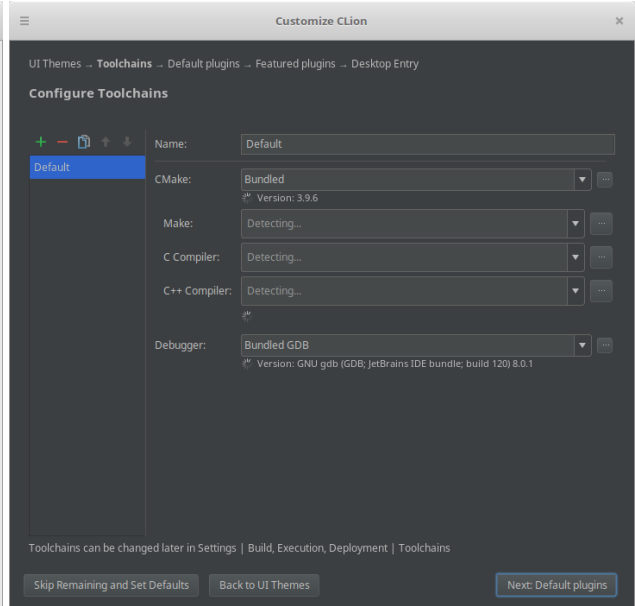 Customize CLion
UI Themes → Toolchains → Default plugins → Featured plugins → Desktop Entry
Configure Toolchains
Default
Name: Default
CMake: Bundled
Version: 3.9.6
Make: Detecting...
C Compiler: Detecting...
C++ Compiler: Detecting...
Debugger: Bundled GDB
Version: GNU gdb (GDB; JetBrains IDE bundle; build 120) 8.0.1
Toolchains can be changed later in Settings | Build, Execution, Deployment | Toolchains
Skip Remaining and Set Defaults Back to UI Themes Next: Default plugins